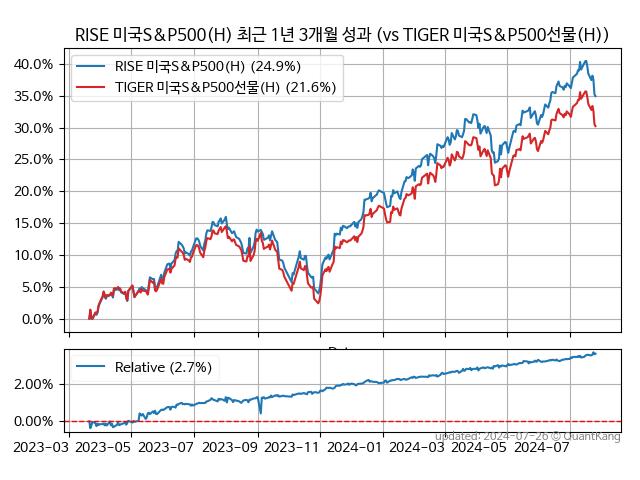 RISE 미국S&P500(H) 최근 1년 3개월 성과 (vs TIGER 미국S&P500선물(H))
RISE 미국S&P500(H) (24.9%)
TIGER 미국S&P500선물(H) (21.6%)
40.0%
35.0%
30.0%
25.0%
20.0%
15.0%
10.0%
5.0%
0.0%
Relative (2.7%)
2.00%
0.00%
2023-03 2023-05 2023-07 2023-09 2023-11 2024-01 2024-03 2024-05 2024-07
updated: 2024-07-26 © QuantKang